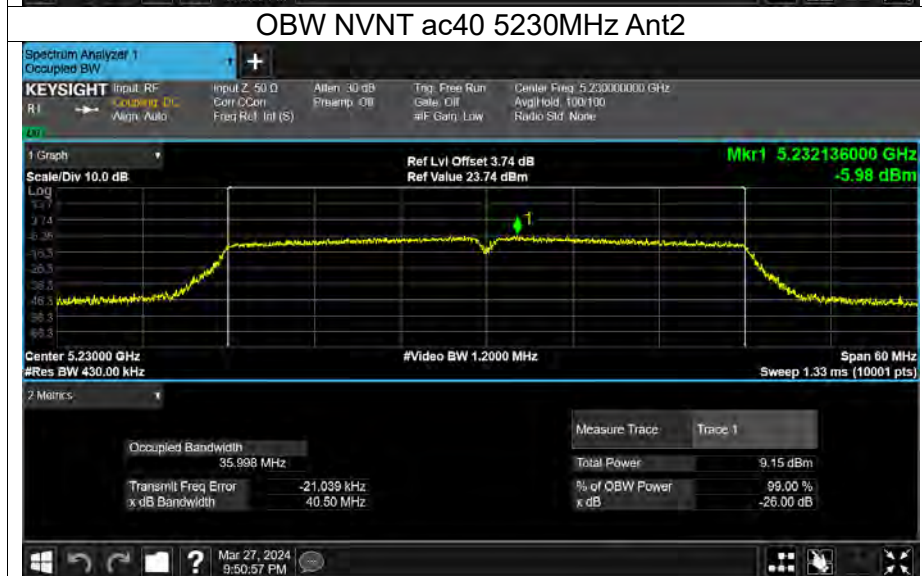 OBW NVNT ac40 5230MHz Ant2
Spectrum Analyzer 1
Occupied BW
+
KEYSIGHT Input: RF Input Z: 50 Ω Atten: 30 dB Trig: Free Run Center Freq: 5.230000000 GHz
Coupling: DC Corr CCorr Preamp: Off Gate: Off Avg|Hold: 100/100
Align: Auto Freq Ref: Int (S) #IF Gain: Low Radio Std: None
1 Graph
Scale/Div 10.0 dB
Ref Lvl Offset 3.74 dB
Ref Value 23.74 dBm
Mkr1 5.232136000 GHz
-5.98 dBm
Log
1
Center 5.23000 GHz #Video BW 1.2000 MHz Span 60 MHz
#Res BW 430.00 kHz Sweep 1.33 ms (10001 pts)
2 Metrics
Measure Trace Trace 1
Occupied Bandwidth
35.998 MHz
Total Power 9.15 dBm
Transmit Freq Error -21.039 kHz % of OBW Power 99.00 %
x dB Bandwidth 40.50 MHz x dB -26.00 dB
?
Mar 27, 2024
9:50:57 PM